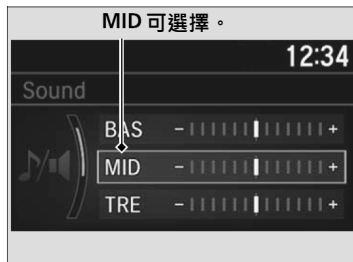 MID 可選擇。
12:34
Sound
BAS - +
MID - +
TRE - +